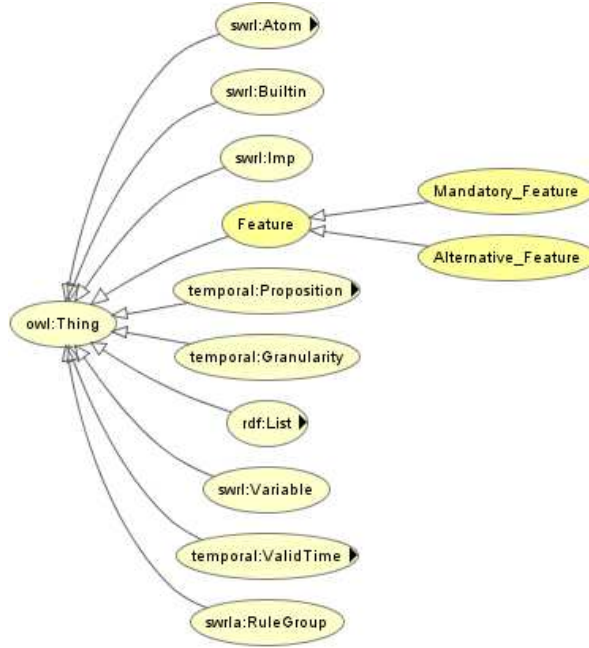 swrl:Atom
swrl:Builtin
swrl:Imp
Mandatory_Feature
Feature
Alternative_Feature
temporal:Proposition
owl:Thing
temporal:Granularity
rdf:List
swrl:Variable
temporal:ValidTime
swrla:RuleGroup